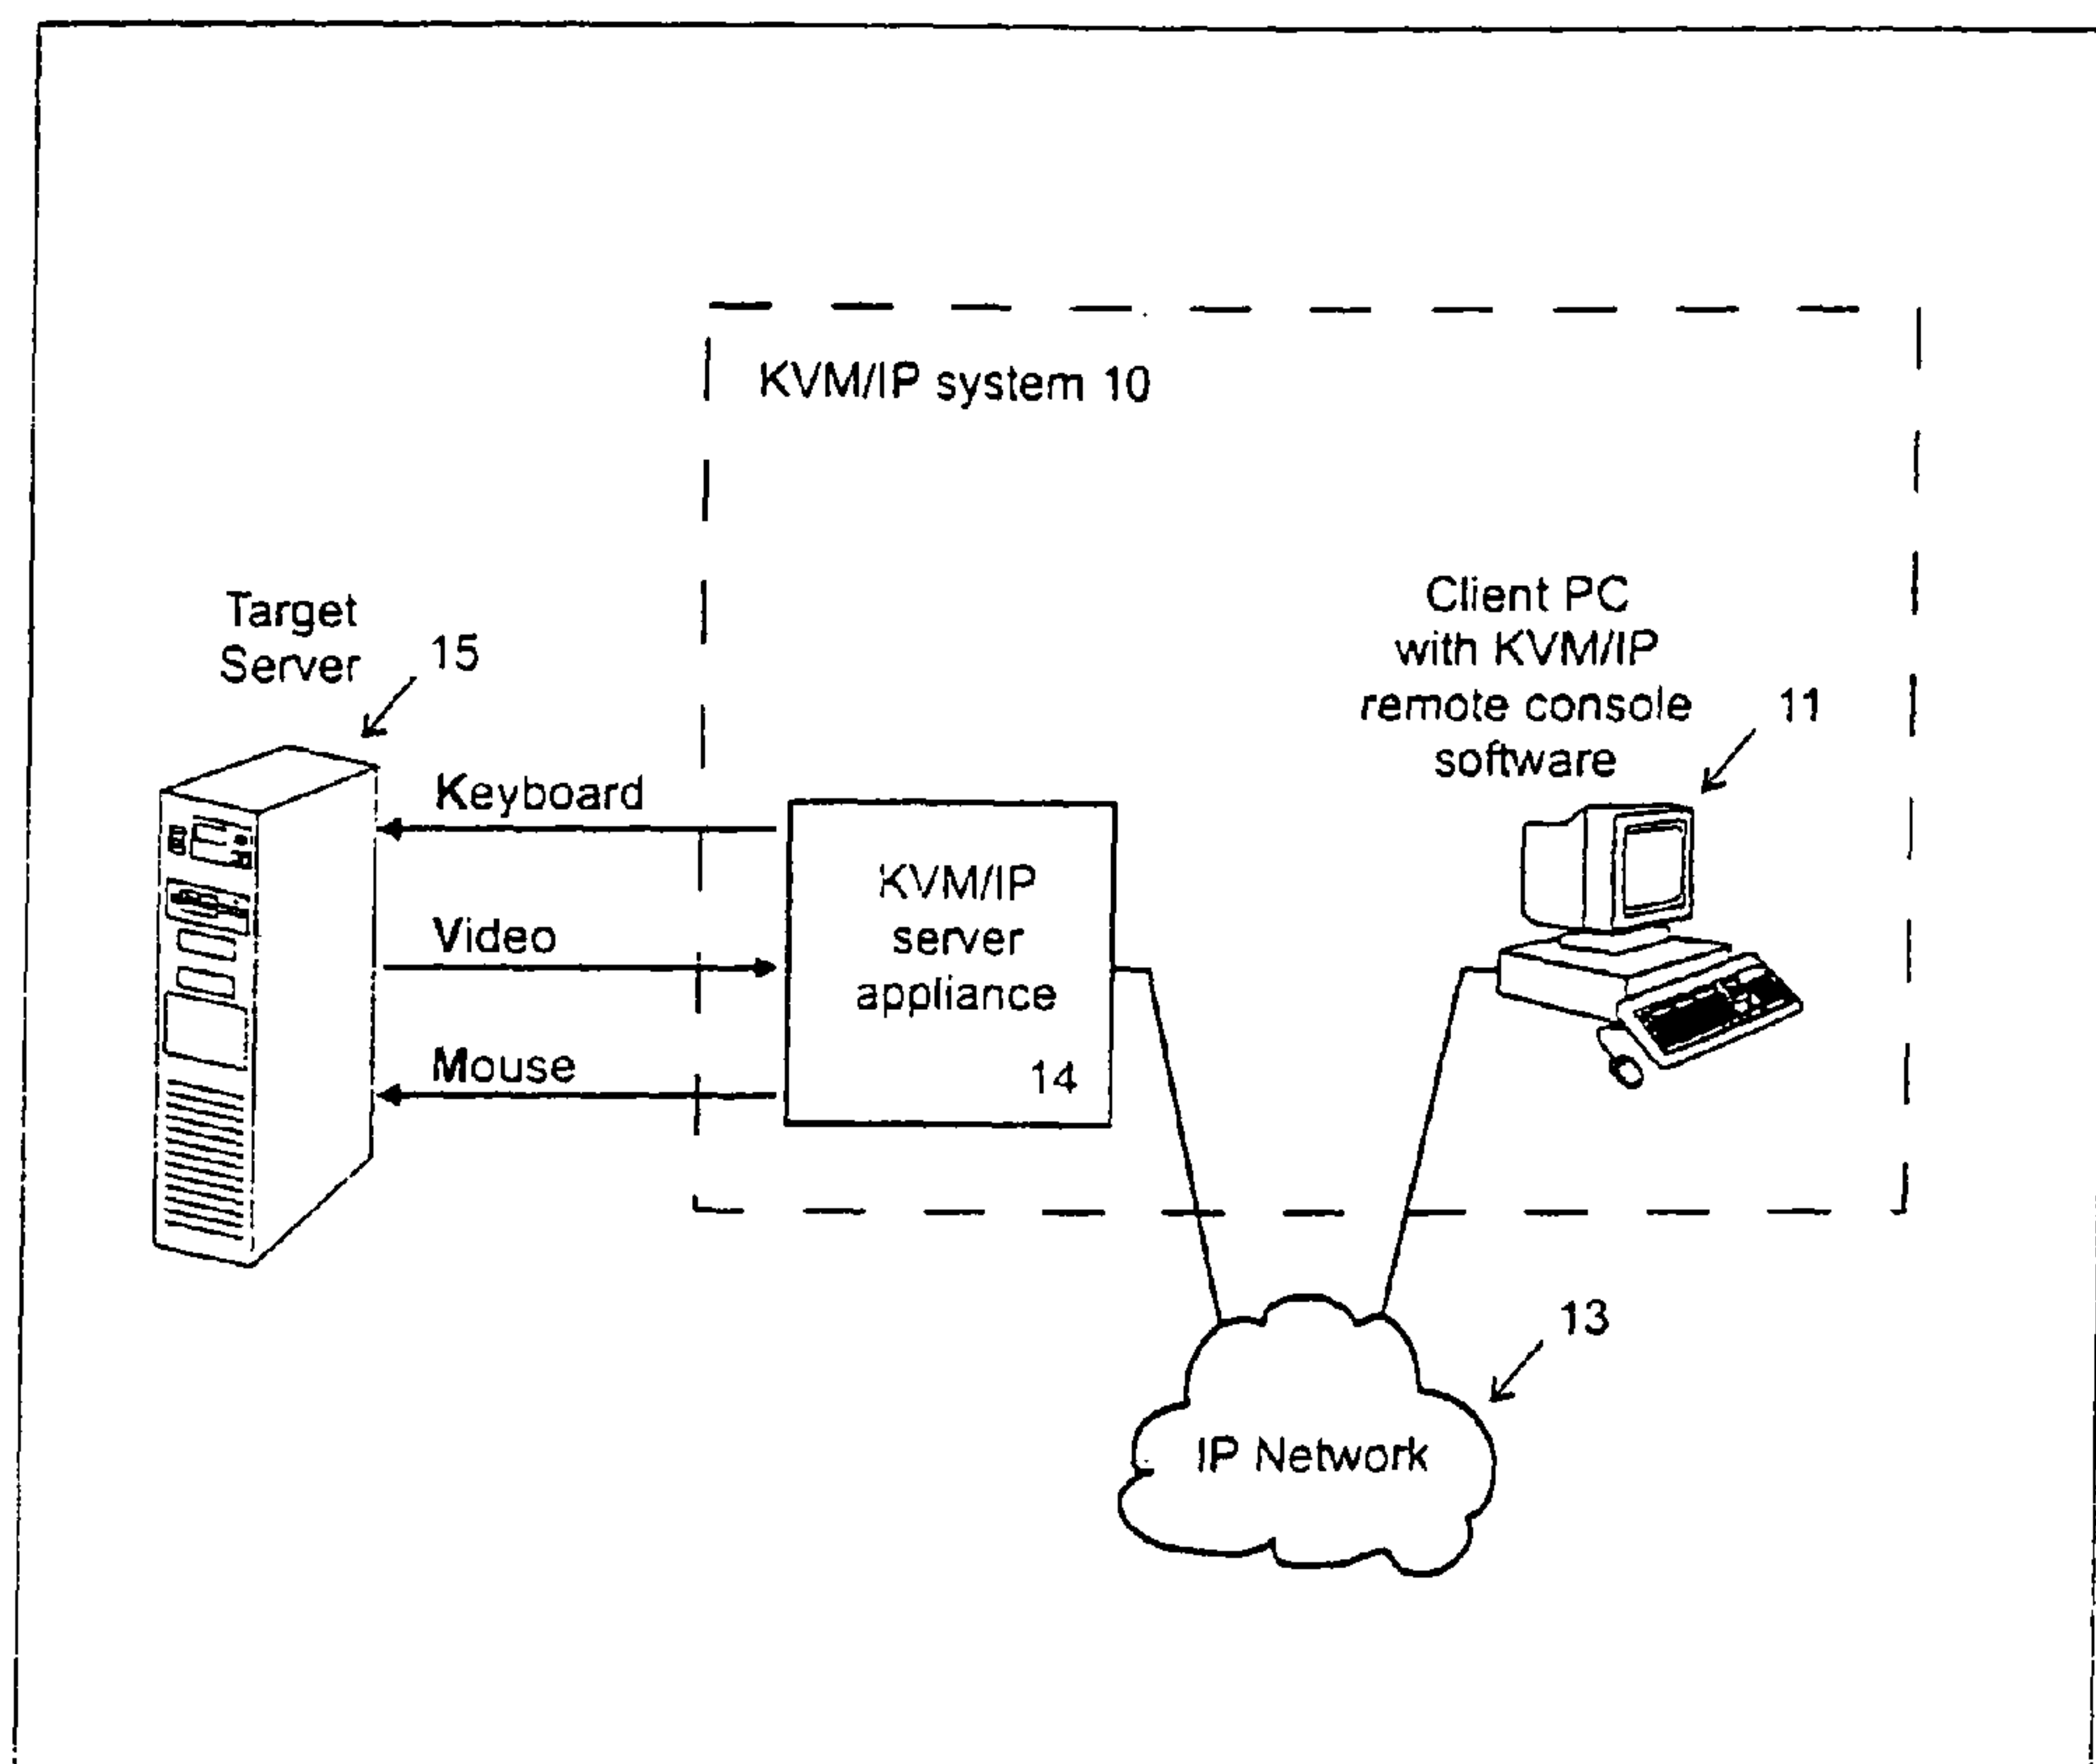 KVM/IP system 10
Target
Server
15
Client PC
with KVM/IP
remote console
software
11
Keyboard
Video
Mouse
KVM/IP
server
appliance
14
13
IP Network